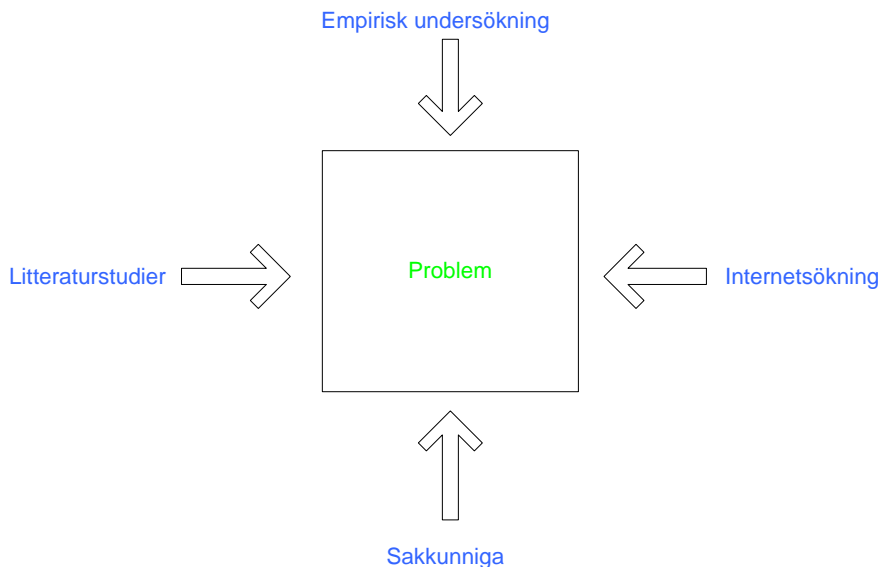 Empirisk undersökning
Litteraturstudier
Problem
Internetsökning
Sakkunniga